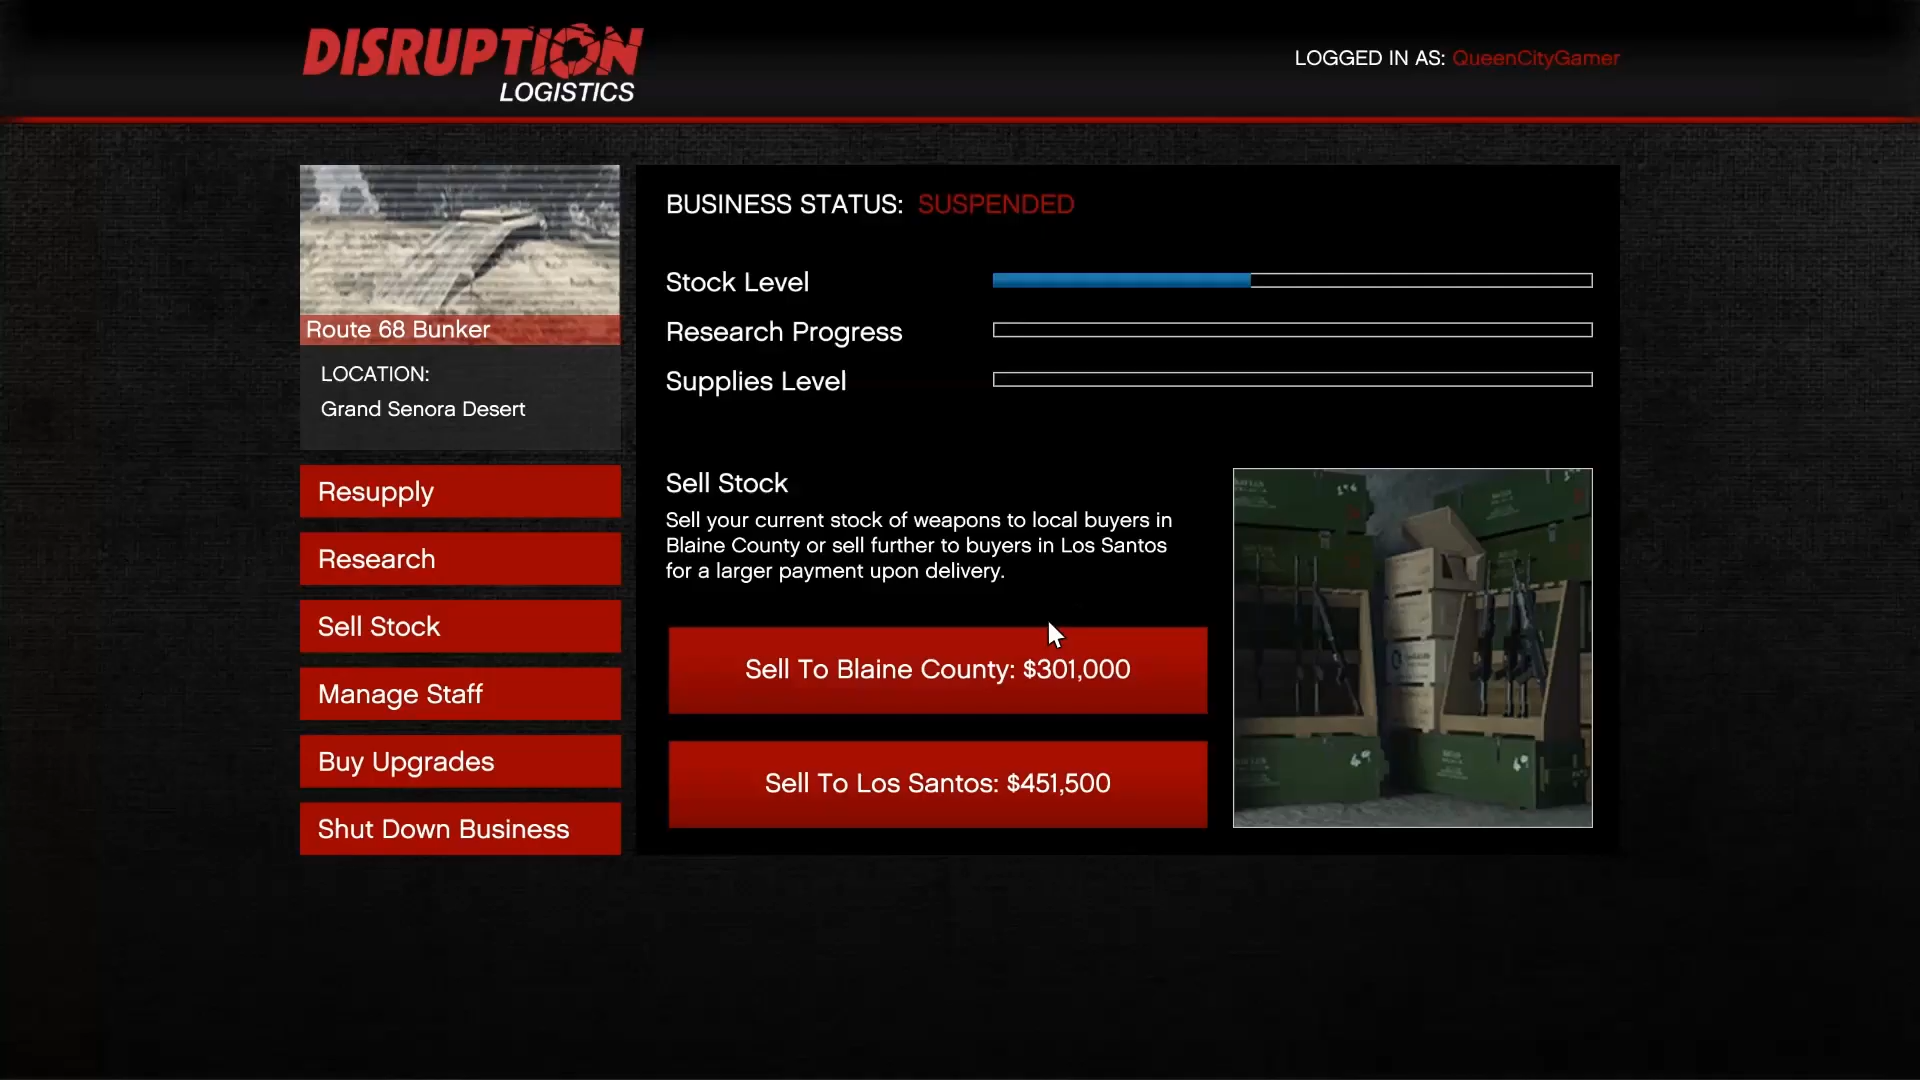 DISRUPTION
LOGISTICS
LOGGED IN AS: QueenCityGamer
Route 68 Bunker
LOCATION:
Grand Senora Desert
Resupply
Research
Sell Stock
Manage Staff
Buy Upgrades
Shut Down Business
BUSINESS STATUS: SUSPENDED
Stock Level
Research Progress
Supplies Level
Sell Stock
Sell your current stock of weapons to local buyers in
Blaine County or sell further to buyers in Los Santos
for a larger payment upon delivery.
Sell To Blaine County: $301,000
Sell To Los Santos: $451,500